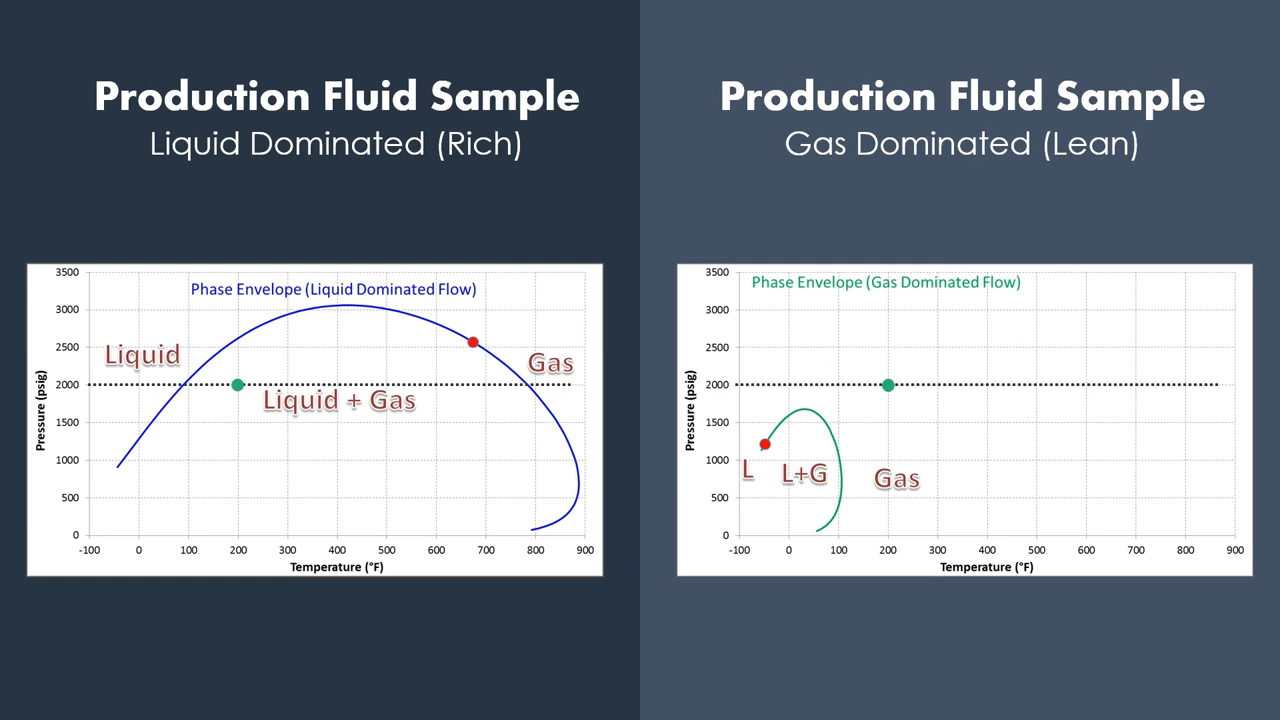 Production Fluid Sample
Liquid Dominated (Rich)
Phase Envelope (Liquid Dominated Flow)
3500
3000
2500
2000
1500
1000
500
0
Pressure (psig)
Liquid
Gas
Liquid + Gas
-100 0 100 200 300 400 500 600 700 800 900
Temperature (°F)
Production Fluid Sample
Gas Dominated (Lean)
Phase Envelope (Gas Dominated Flow)
3500
3000
2500
2000
1500
1000
500
0
Pressure (psig)
L
L+G
Gas
-100 0 100 200 300 400 500 600 700 800 900
Temperature (°F)